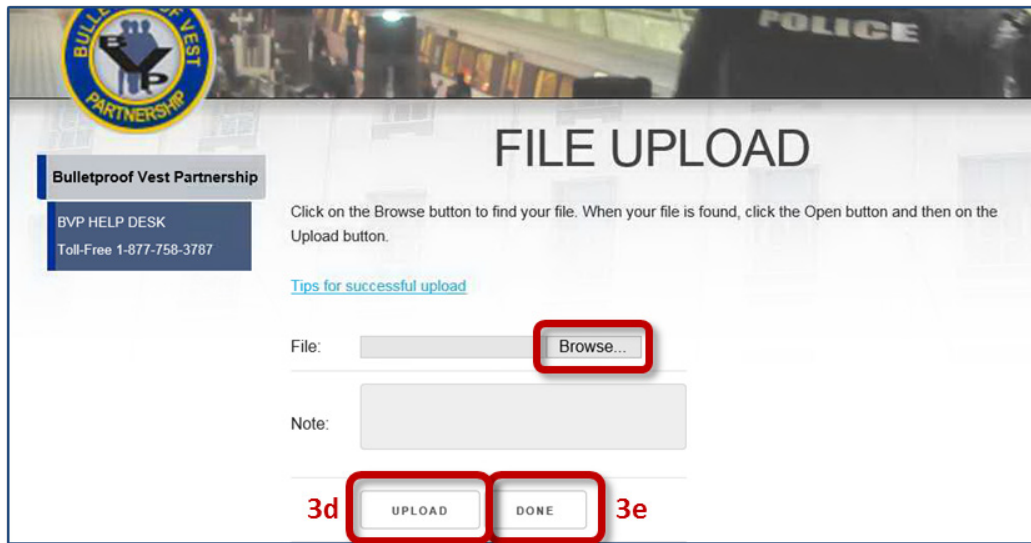 BULLETPROOF VEST
BVP
PARTNERSHIP
POLICE
FILE UPLOAD
Bulletproof Vest Partnership
BVP HELP DESK
Toll-Free 1-877-758-3787
Click on the Browse button to find your file. When your file is found, click the Open button and then on the
Upload button.
Tips for successful upload
File:
Browse...
Note:
3d
UPLOAD
DONE
3e